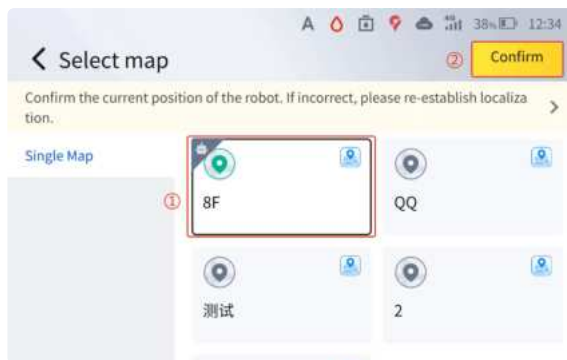 A 4G 38% 12:34
Select map
② Confirm
Confirm the current position of the robot. If incorrect, please re-establish localiza
tion.
Single Map
① 8F
QQ
测试
2